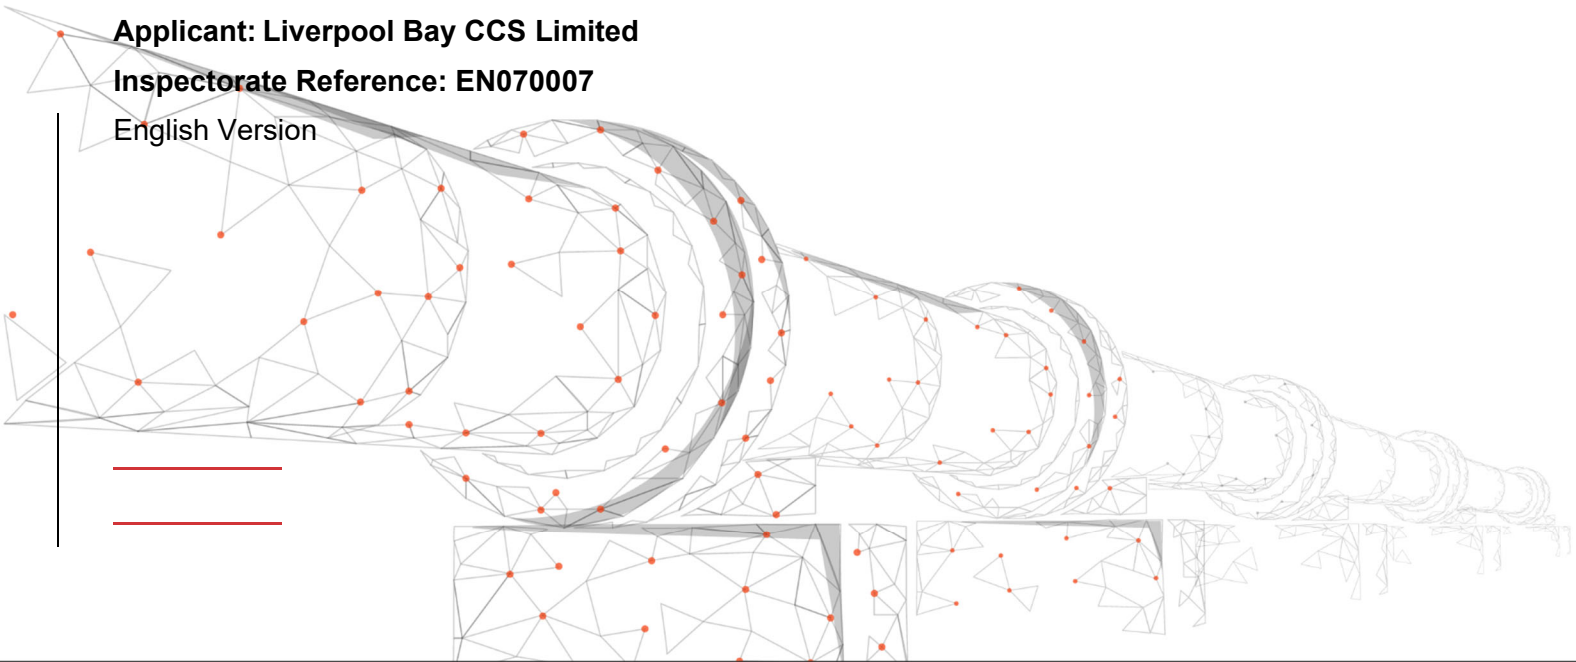 Applicant: Liverpool Bay CCS Limited
Inspectorate Reference: EN070007
English Version